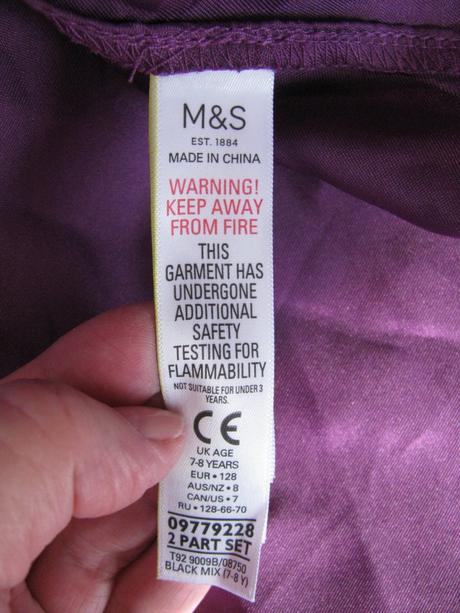 M&S
EST. 1884
MADE IN CHINA
WARNING!
KEEP AWAY
FROM FIRE
THIS
GARMENT HAS
UNDERGONE
ADDITIONAL
SAFETY
TESTING FOR
FLAMMABILITY
NOT SUITABLE FOR UNDER 3
YEARS.
CE
UK AGE
7-8 YEARS
EUR • 128
AUS/NZ • 8
CAN/US • 7
RU • 128-66-70
09779228
2 PART SET
T92 9009B/08750
BLACK MIX (7-8 Y)